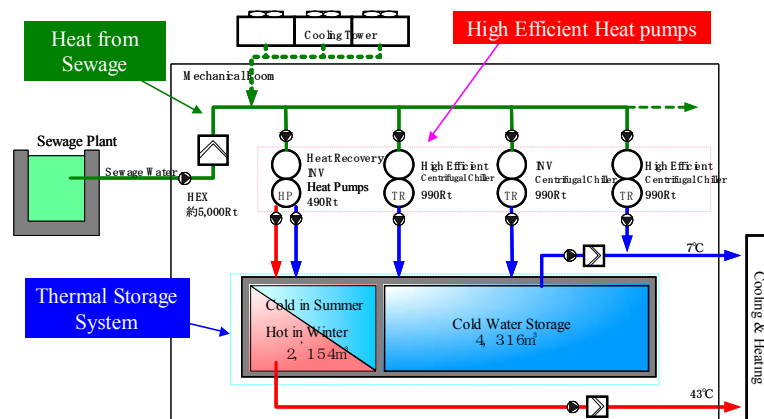 Cooling Tower
High Efficient Heat pumps
Heat from
Sewage
Mechanical Room
Sewage Plant
Sewage Water
HEX
約5,000Rt
Heat Recovery
INV
Heat Pumps
490Rt
HP
High Efficient
Centrifugal Chiller
990Rt
TR
INV
Centrifugal Chiller
990Rt
TR
High Efficient
Centrifugal Chiller
990Rt
TR
7℃
Thermal Storage
System
Cold in Summer
Hot in Winter
2,154㎥
Cold Water Storage
4,316㎥
43℃
Cooling & Heating